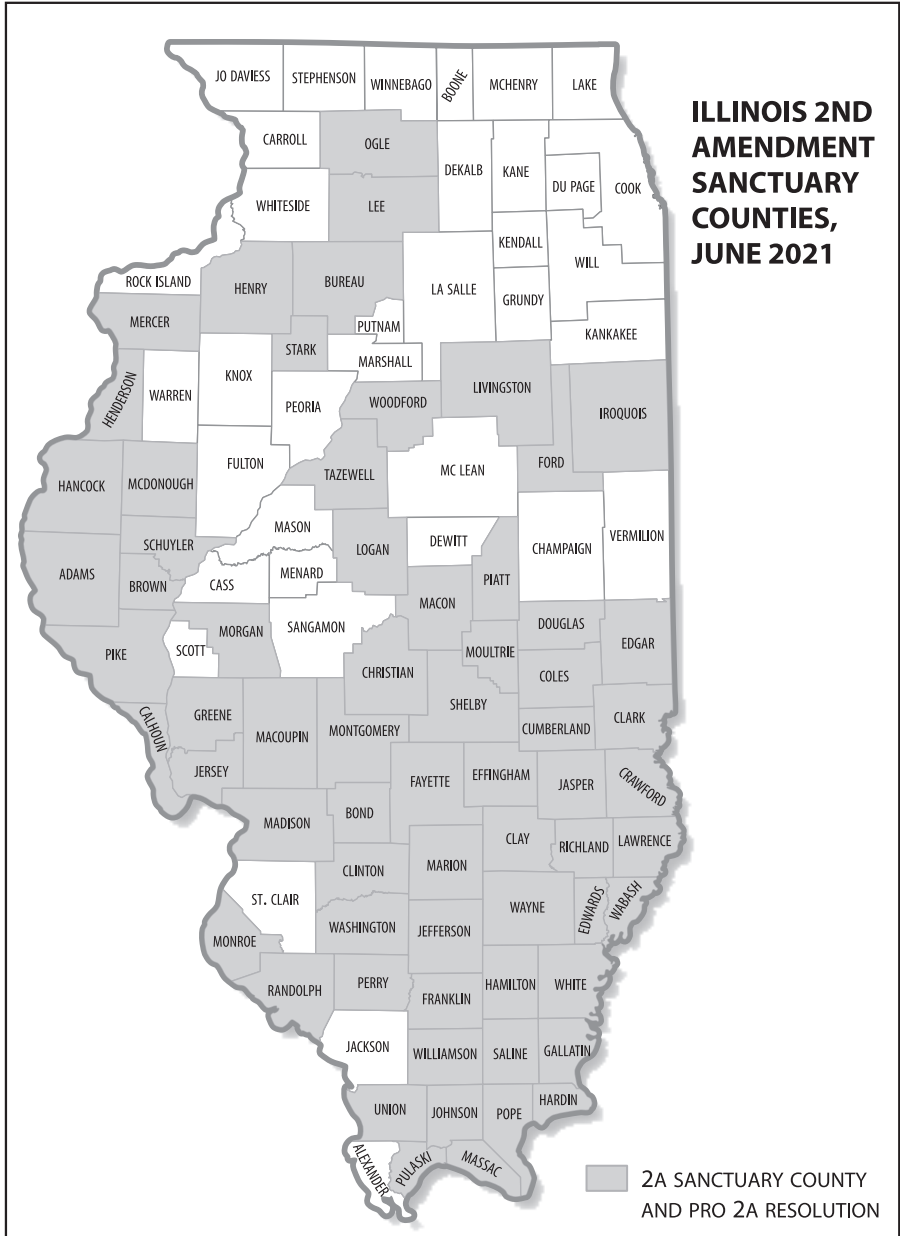 JO DAVIESS
STEPHENSON
WINNEBAGO
BOONE
MCHENRY
LAKE
ILLINOIS 2ND
AMENDMENT
SANCTUARY
COUNTIES,
JUNE 2021
CARROLL
OGLE
DEKALB
KANE
DU PAGE
COOK
WHITESIDE
LEE
KENDALL
WILL
ROCK ISLAND
HENRY
BUREAU
LA SALLE
GRUNDY
MERCER
PUTNAM
KANKAKEE
STARK
MARSHALL
HENDERSON
WARREN
KNOX
PEORIA
WOODFORD
LIVINGSTON
IROQUOIS
HANCOCK
MCDONOUGH
FULTON
TAZEWELL
MC LEAN
FORD
MASON
SCHUYLER
LOGAN
DEWITT
CHAMPAIGN
VERMILION
ADAMS
BROWN
CASS
MENARD
PIATT
MACON
PIKE
SCOTT
MORGAN
SANGAMON
DOUGLAS
EDGAR
CHRISTIAN
MOULTRIE
COLES
SHELBY
CALHOUN
GREENE
MACOUPIN
MONTGOMERY
CUMBERLAND
CLARK
JERSEY
FAYETTE
EFFINGHAM
JASPER
CRAWFORD
MADISON
BOND
CLAY
RICHLAND
LAWRENCE
CLINTON
MARION
ST. CLAIR
WAYNE
EDWARDS
WABASH
MONROE
WASHINGTON
JEFFERSON
RANDOLPH
PERRY
FRANKLIN
HAMILTON
WHITE
JACKSON
WILLIAMSON
SALINE
GALLATIN
UNION
JOHNSON
POPE
HARDIN
ALEXANDER
PULASKI
MASSAC
2A SANCTUARY COUNTY
AND PRO 2A RESOLUTION